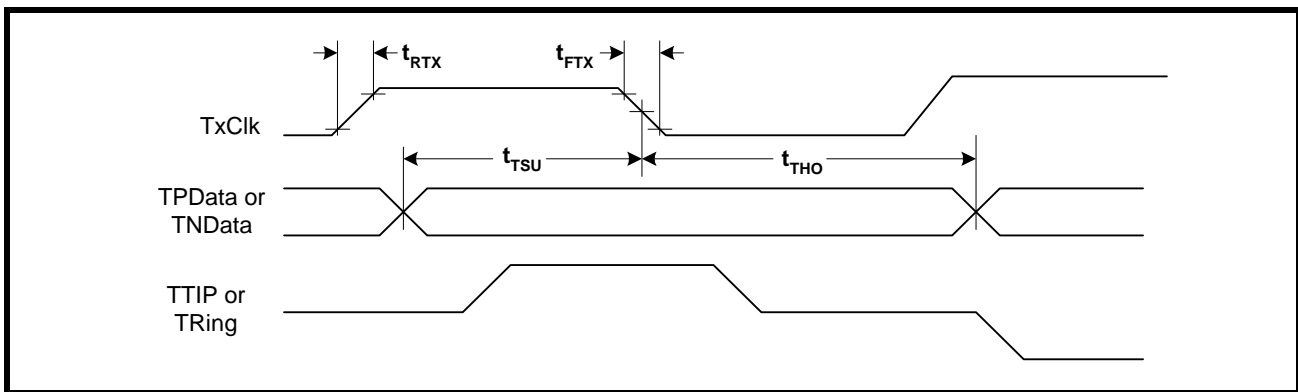 tRTX
tFTX
TxClk
tTSU
tTHO
TPData or
TNData
TTIP or
TRing